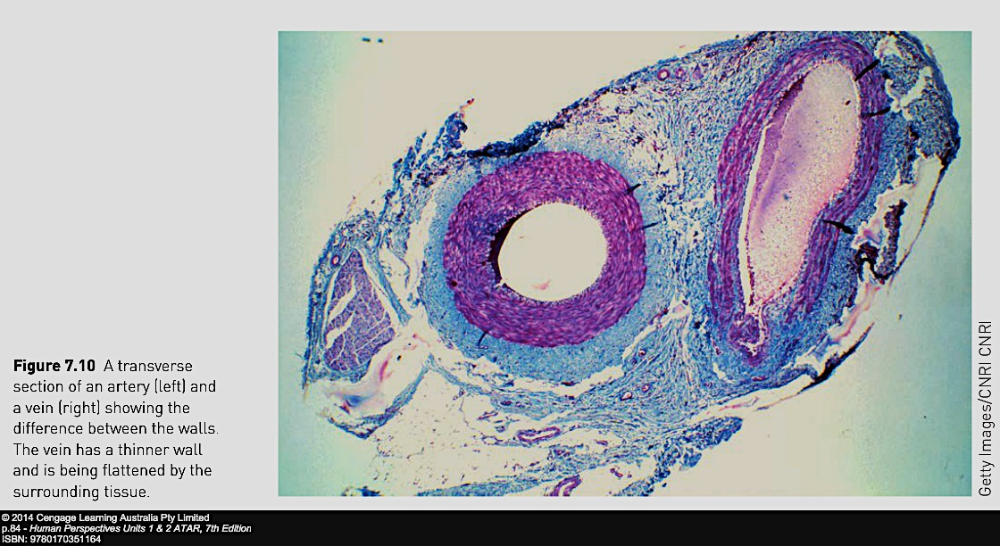 Figure 7.10 A transverse
section of an artery (left) and
a vein (right) showing the
difference between the walls.
The vein has a thinner wall
and is being flattened by the
surrounding tissue.
Getty Images/CNRI CNRI
© 2014 Cengage Learning Australia Pty Limited
p.84 - Human Perspectives Units 1 & 2 ATAR, 7th Edition
ISBN: 9780170351164